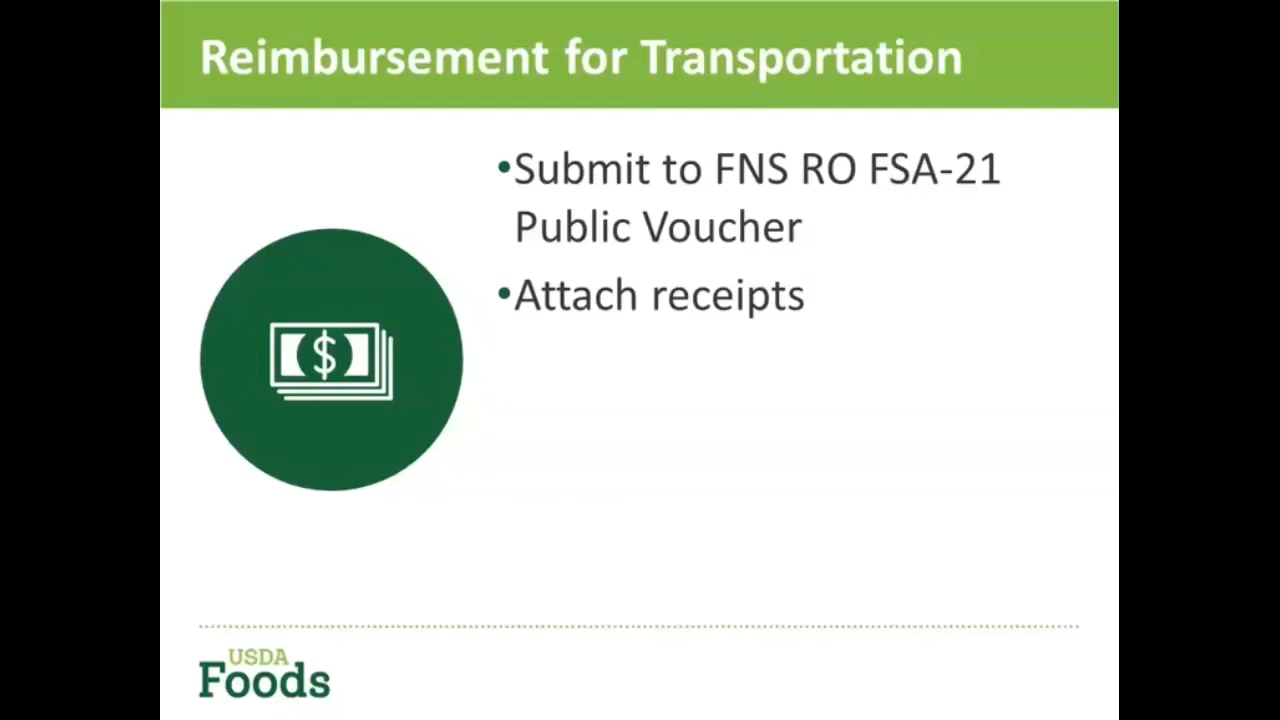 Reimbursement for Transportation
•Submit to FNS RO FSA-21
Public Voucher
•Attach receipts
$
USDA
Foods